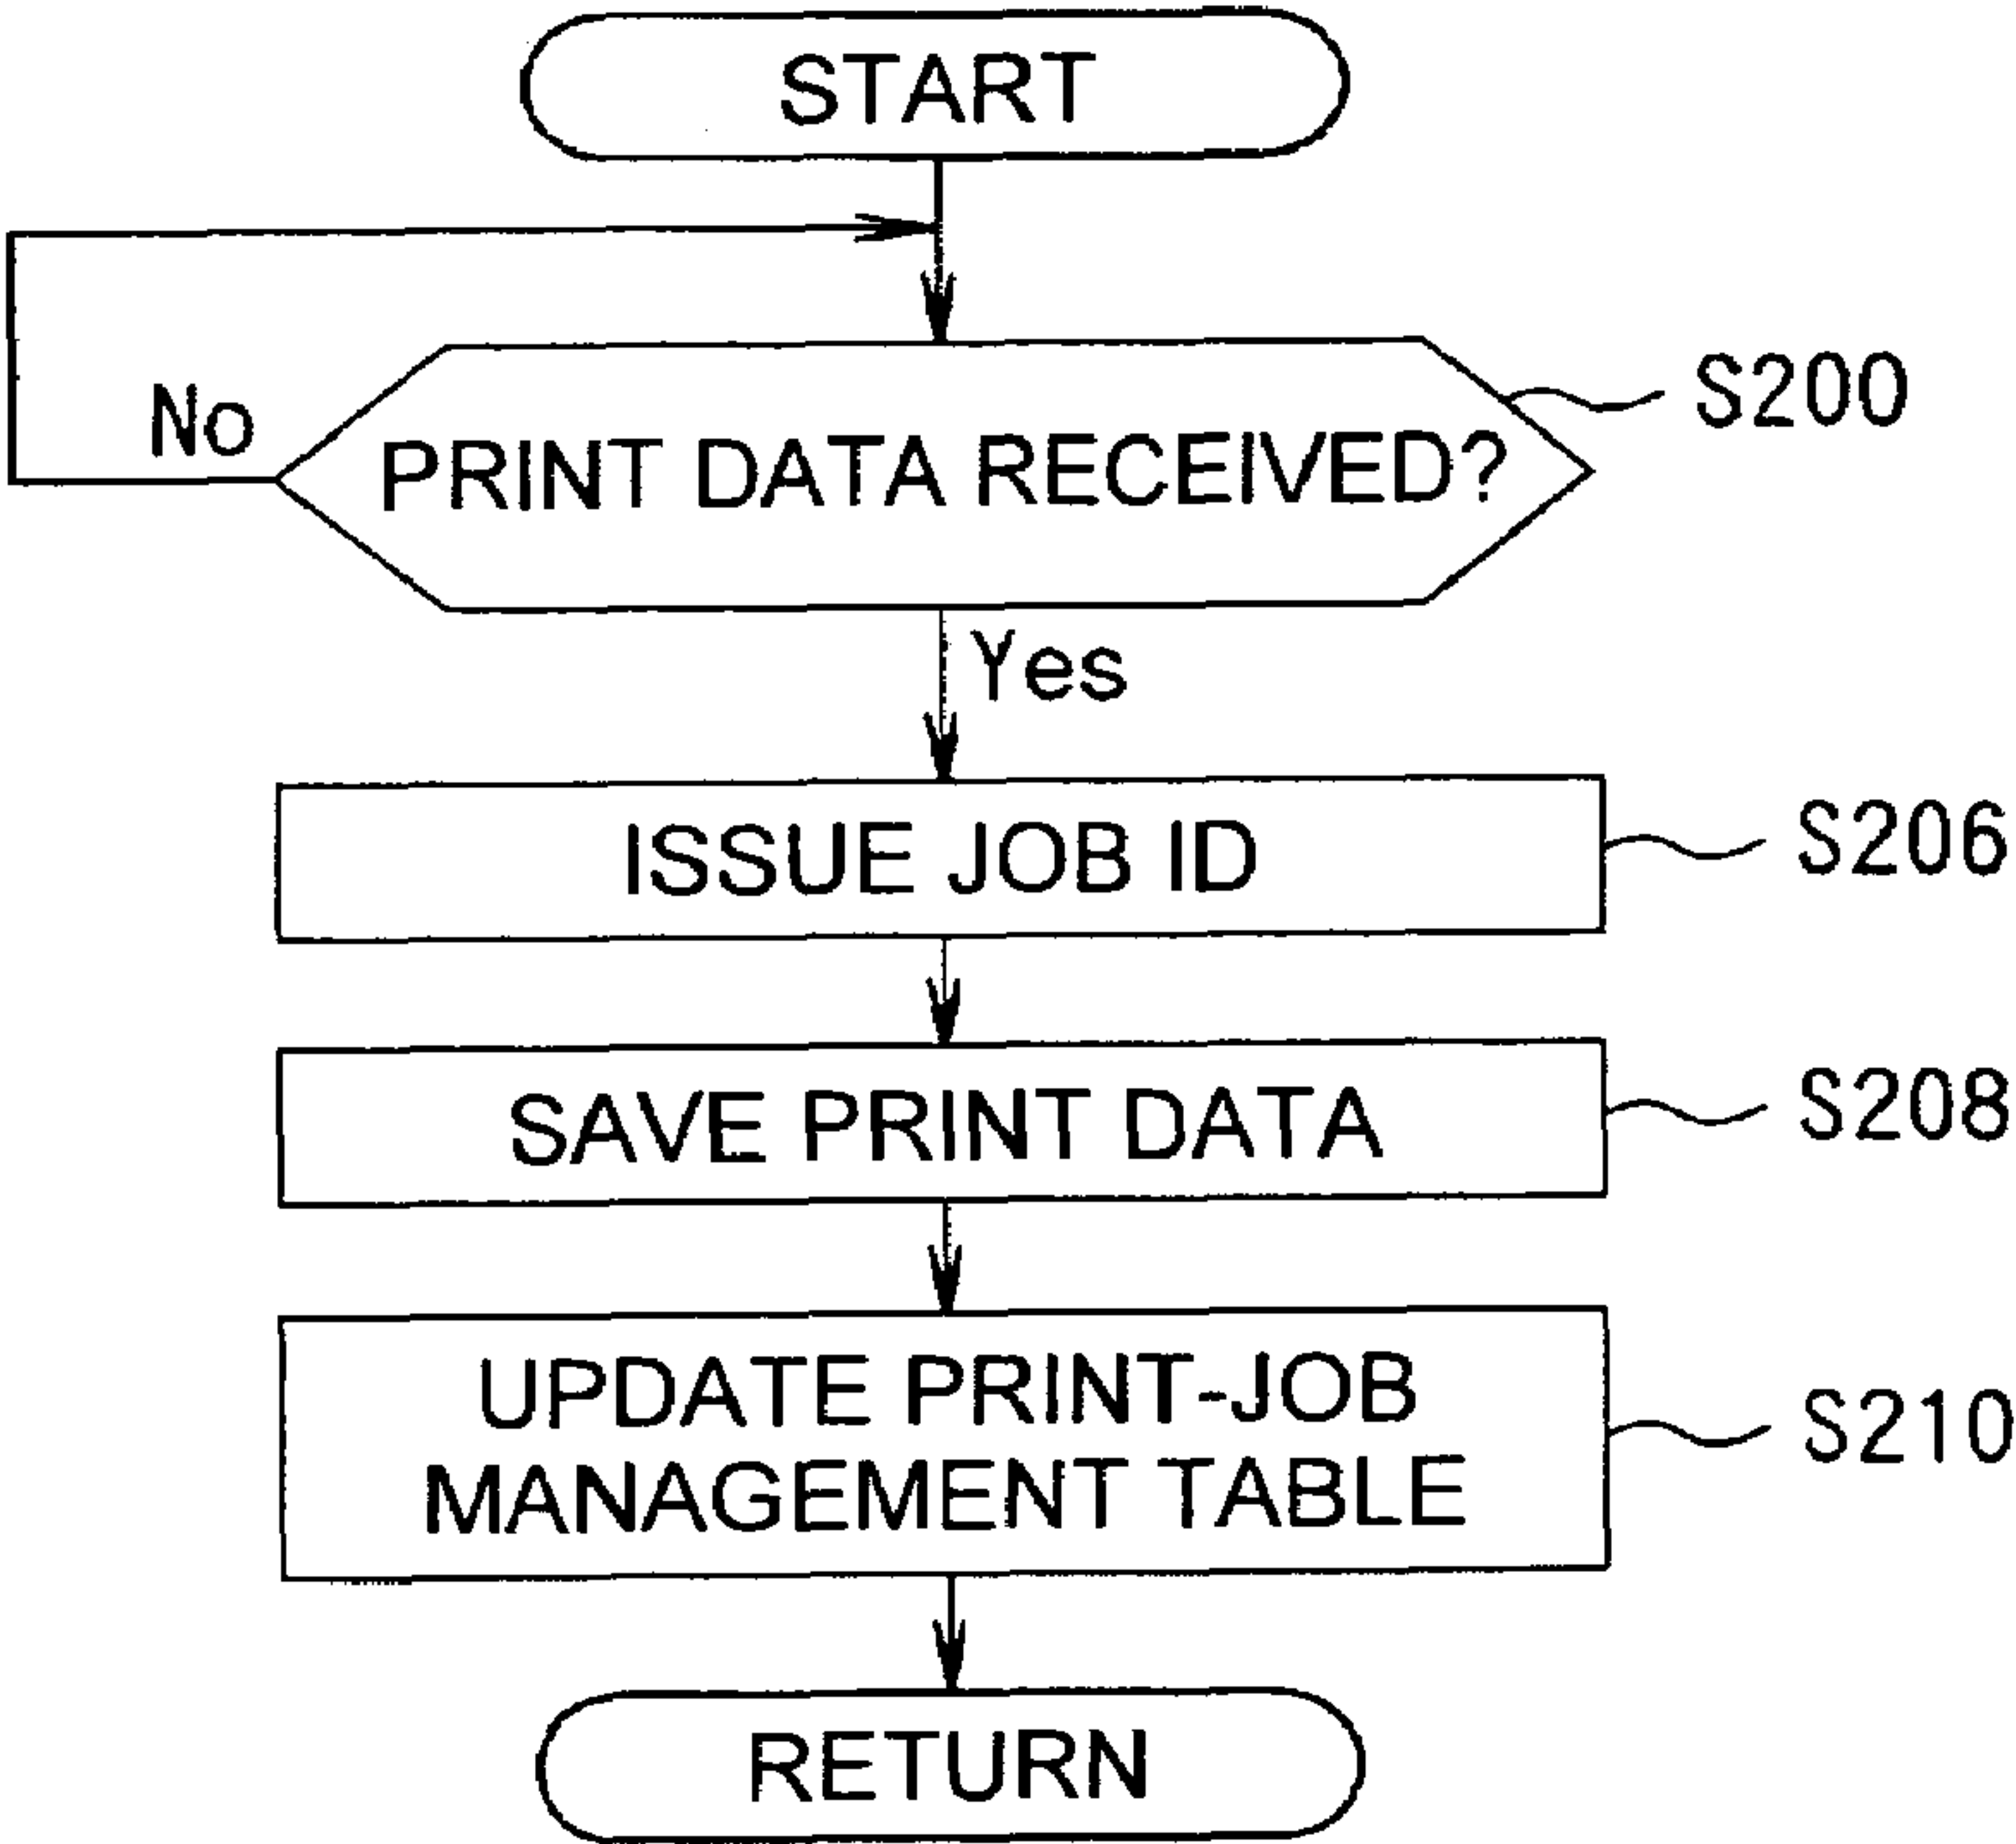 START
No
PRINT DATA RECEIVED?
S200
Yes
ISSUE JOB ID
S206
SAVE PRINT DATA
S208
UPDATE PRINT-JOB
MANAGEMENT TABLE
S210
RETURN